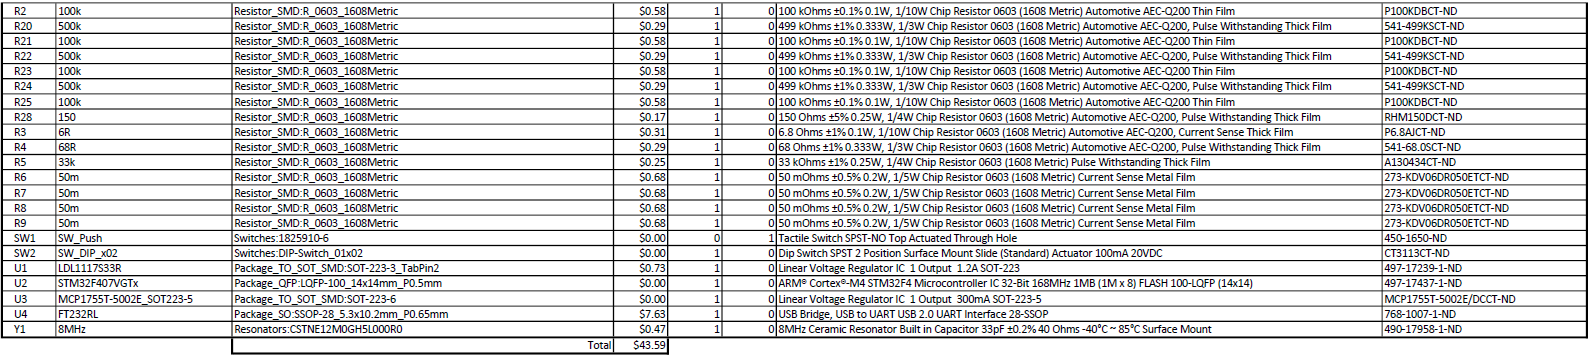 R2 100k Resistor_SMD:R_0603_1608Metric $0.58 1 0 100 kOhms ±0.1% 0.1W, 1/10W Chip Resistor 0603 (1608 Metric) Automotive AEC-Q200 Thin Film P100KDBCT-ND
R20 500k Resistor_SMD:R_0603_1608Metric $0.29 1 0 499 kOhms ±1% 0.333W, 1/3W Chip Resistor 0603 (1608 Metric) Automotive AEC-Q200, Pulse Withstanding Thick Film 541-499KSCT-ND
R21 100k Resistor_SMD:R_0603_1608Metric $0.58 1 0 100 kOhms ±0.1% 0.1W, 1/10W Chip Resistor 0603 (1608 Metric) Automotive AEC-Q200 Thin Film P100KDBCT-ND
R22 500k Resistor_SMD:R_0603_1608Metric $0.29 1 0 499 kOhms ±1% 0.333W, 1/3W Chip Resistor 0603 (1608 Metric) Automotive AEC-Q200, Pulse Withstanding Thick Film 541-499KSCT-ND
R23 100k Resistor_SMD:R_0603_1608Metric $0.58 1 0 100 kOhms ±0.1% 0.1W, 1/10W Chip Resistor 0603 (1608 Metric) Automotive AEC-Q200 Thin Film P100KDBCT-ND
R24 500k Resistor_SMD:R_0603_1608Metric $0.29 1 0 499 kOhms ±1% 0.333W, 1/3W Chip Resistor 0603 (1608 Metric) Automotive AEC-Q200, Pulse Withstanding Thick Film 541-499KSCT-ND
R25 100k Resistor_SMD:R_0603_1608Metric $0.58 1 0 100 kOhms ±0.1% 0.1W, 1/10W Chip Resistor 0603 (1608 Metric) Automotive AEC-Q200 Thin Film P100KDBCT-ND
R28 150 Resistor_SMD:R_0603_1608Metric $0.17 1 0 150 Ohms ±5% 0.25W, 1/4W Chip Resistor 0603 (1608 Metric) Automotive AEC-Q200, Pulse Withstanding Thick Film RHM150DCT-ND
R3 6R Resistor_SMD:R_0603_1608Metric $0.31 1 0 6.8 Ohms ±1% 0.1W, 1/10W Chip Resistor 0603 (1608 Metric) Automotive AEC-Q200, Current Sense Thick Film P6.8AJCT-ND
R4 68R Resistor_SMD:R_0603_1608Metric $0.29 1 0 68 Ohms ±1% 0.333W, 1/3W Chip Resistor 0603 (1608 Metric) Automotive AEC-Q200, Pulse Withstanding Thick Film 541-68.0SCT-ND
R5 33k Resistor_SMD:R_0603_1608Metric $0.25 1 0 33 kOhms ±1% 0.25W, 1/4W Chip Resistor 0603 (1608 Metric) Pulse Withstanding Thick Film A130434CT-ND
R6 50m Resistor_SMD:R_0603_1608Metric $0.68 1 0 50 mOhms ±0.5% 0.2W, 1/5W Chip Resistor 0603 (1608 Metric) Current Sense Metal Film 273-KDV06DR050ETCT-ND
R7 50m Resistor_SMD:R_0603_1608Metric $0.68 1 0 50 mOhms ±0.5% 0.2W, 1/5W Chip Resistor 0603 (1608 Metric) Current Sense Metal Film 273-KDV06DR050ETCT-ND
R8 50m Resistor_SMD:R_0603_1608Metric $0.68 1 0 50 mOhms ±0.5% 0.2W, 1/5W Chip Resistor 0603 (1608 Metric) Current Sense Metal Film 273-KDV06DR050ETCT-ND
R9 50m Resistor_SMD:R_0603_1608Metric $0.68 1 0 50 mOhms ±0.5% 0.2W, 1/5W Chip Resistor 0603 (1608 Metric) Current Sense Metal Film 273-KDV06DR050ETCT-ND
SW1 SW_Push Switches:1825910-6 $0.00 0 1 Tactile Switch SPST-NO Top Actuated Through Hole 450-1650-ND
SW2 SW_DIP_x02 Switches:DIP-Switch_01x02 $0.00 1 0 Dip Switch SPST 2 Position Surface Mount Slide (Standard) Actuator 100mA 20VDC CT3113CT-ND
U1 LDL1117S33R Package_TO_SOT_SMD:SOT-223-3_TabPin2 $0.73 1 0 Linear Voltage Regulator IC 1 Output 1.2A SOT-223 497-17239-1-ND
U2 STM32F407VGTx Package_QFP:LQFP-100_14x14mm_P0.5mm $0.00 1 0 ARM® Cortex®-M4 STM32F4 Microcontroller IC 32-Bit 168MHz 1MB (1M x 8) FLASH 100-LQFP (14x14) 497-17437-1-ND
U3 MCP1755T-5002E_SOT223-5 Package_TO_SOT_SMD:SOT-223-6 $0.00 1 0 Linear Voltage Regulator IC 1 Output 300mA SOT-223-5 MCP1755T-5002E/DCCT-ND
U4 FT232RL Package_SO:SSOP-28_5.3x10.2mm_P0.65mm $7.63 1 0 USB Bridge, USB to UART USB 2.0 UART Interface 28-SSOP 768-1007-1-ND
Y1 8MHz Resonators:CSTNE12M0GH5L000R0 $0.47 1 0 8MHz Ceramic Resonator Built in Capacitor 33pF ±0.2% 40 Ohms -40°C ~ 85°C Surface Mount 490-17958-1-ND
Total $43.59